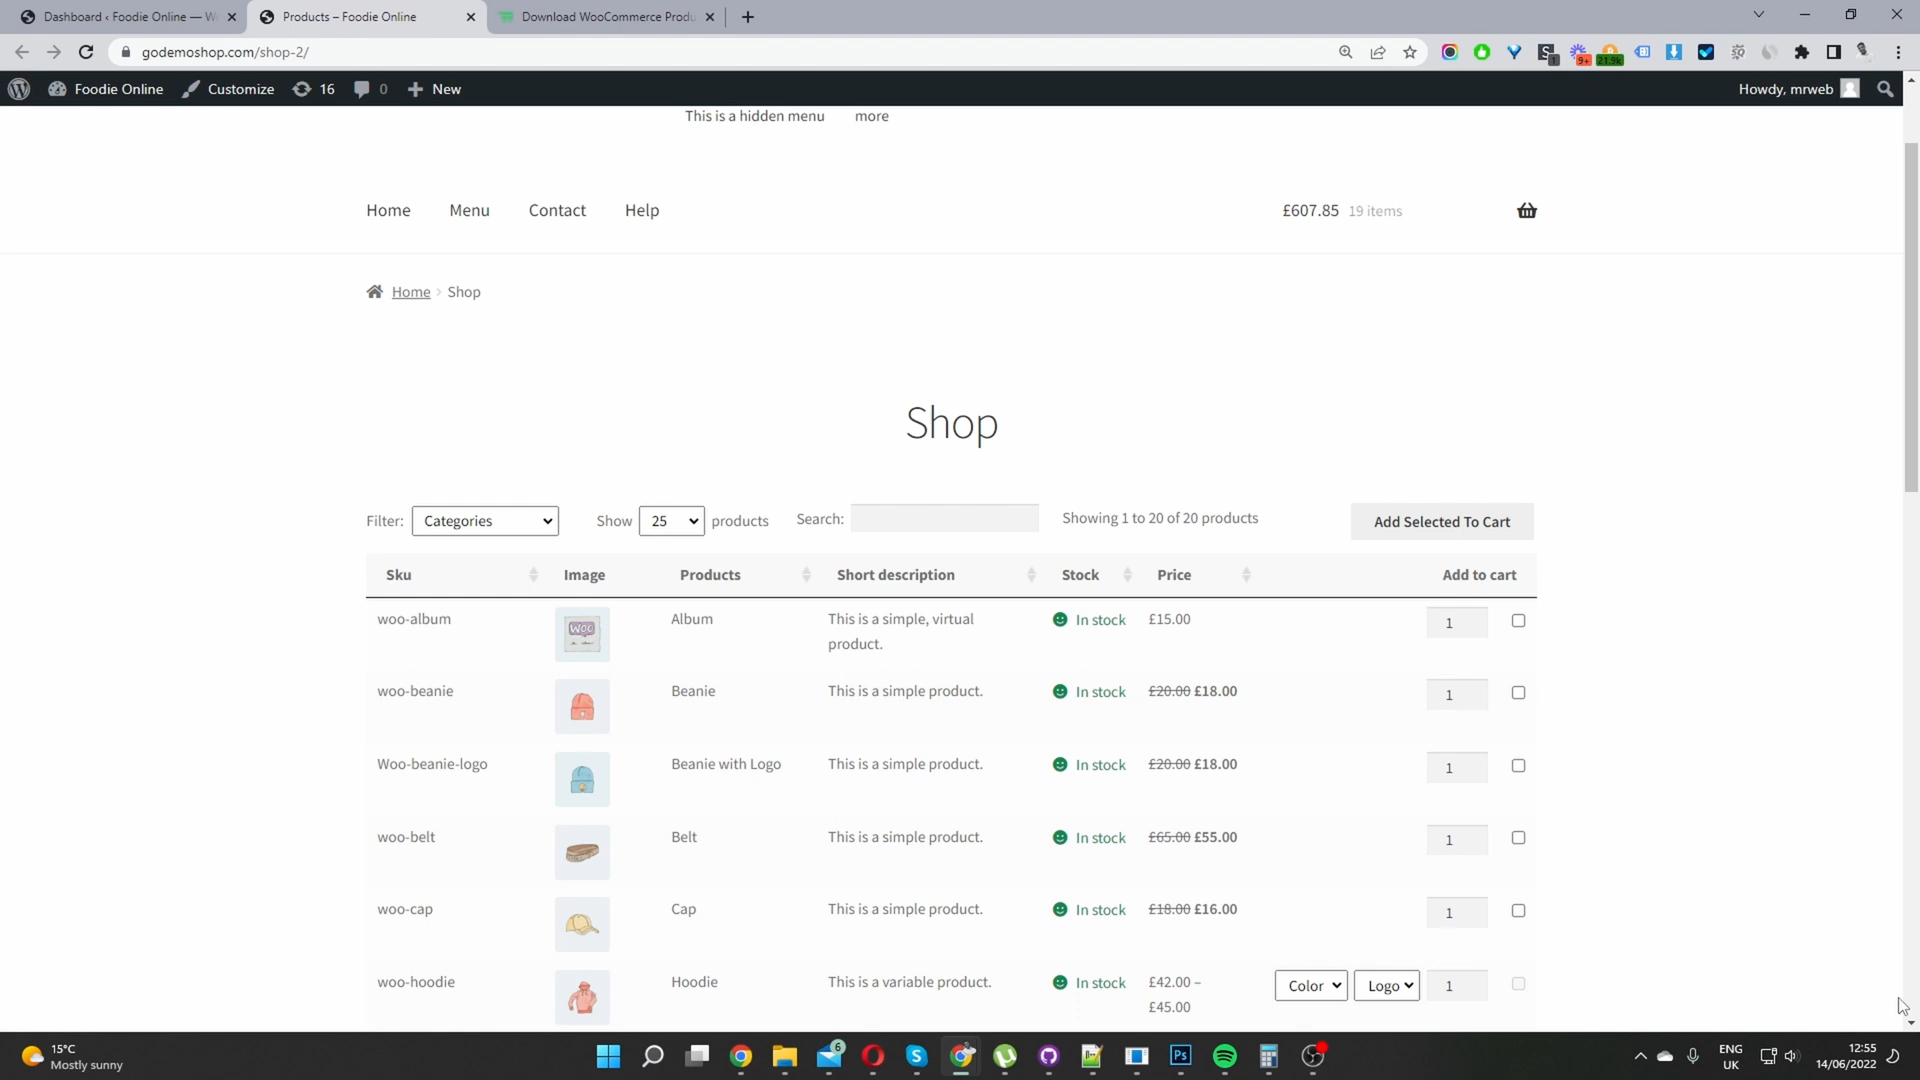 Dashboard ‹ Foodie Online — W
Products – Foodie Online
Download WooCommerce Produ
godemoshop.com/shop-2/
1
9+
21.9k
Foodie Online
Customize
16
0
New
Howdy, mrweb
This is a hidden menu more
Home Menu Contact Help
£607.85 19 items
Home Shop
Shop
Filter: Categories Show 25 products Search: Showing 1 to 20 of 20 products Add Selected To Cart
Sku Image Products Short description Stock Price Add to cart
woo-album Album This is a simple, virtual product. In stock £15.00 1
WOO
woo-beanie Beanie This is a simple product. In stock £20.00 £18.00 1
Woo-beanie-logo Beanie with Logo This is a simple product. In stock £20.00 £18.00 1
woo-belt Belt This is a simple product. In stock £65.00 £55.00 1
woo-cap Cap This is a simple product. In stock £18.00 £16.00 1
woo-hoodie Hoodie This is a variable product. In stock £42.00 – £45.00 Color Logo 1
15°C
Mostly sunny
6
Ps
ENG
UK
12:55
14/06/2022